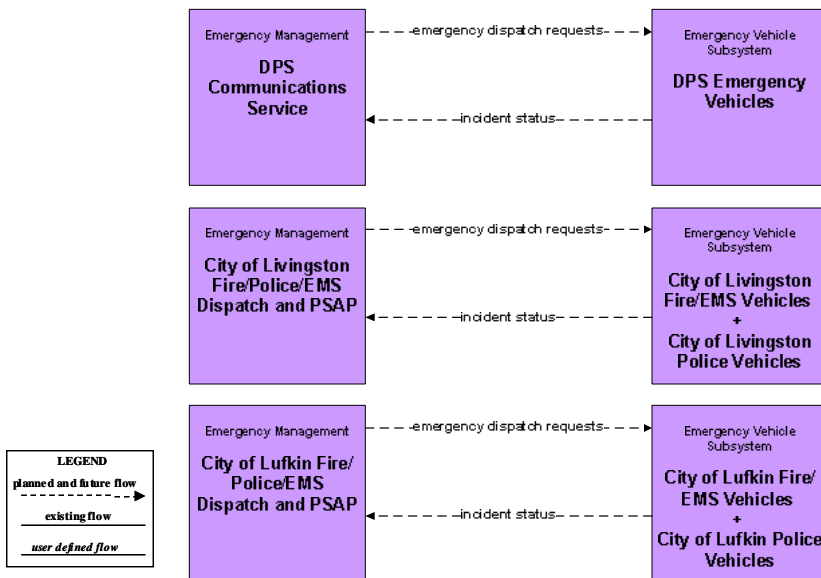 Emergency Management
DPS
Communications
Service
emergency dispatch requests
incident status
Emergency Vehicle
Subsystem
DPS Emergency
Vehicles
Emergency Management
City of Livingston
Fire/Police/EMS
Dispatch and PSAP
emergency dispatch requests
incident status
Emergency Vehicle
Subsystem
City of Livingston
Fire/EMS Vehicles
+
City of Livingston
Police Vehicles
Emergency Management
City of Lufkin Fire/
Police/EMS
Dispatch and PSAP
emergency dispatch requests
incident status
Emergency Vehicle
Subsystem
City of Lufkin Fire/
EMS Vehicles
+
City of Lufkin Police
Vehicles
LEGEND
planned and future flow
existing flow
user defined flow